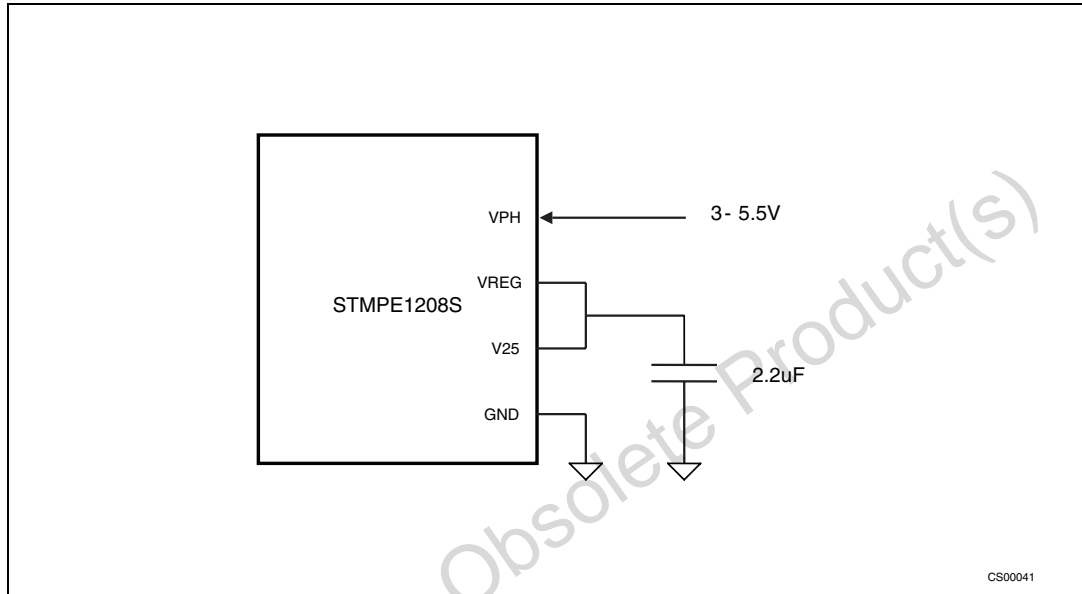 VPH
3- 5.5V
VREG
STMPE1208S
V25
2.2uF
GND
Obsolete Product(s)
CS00041